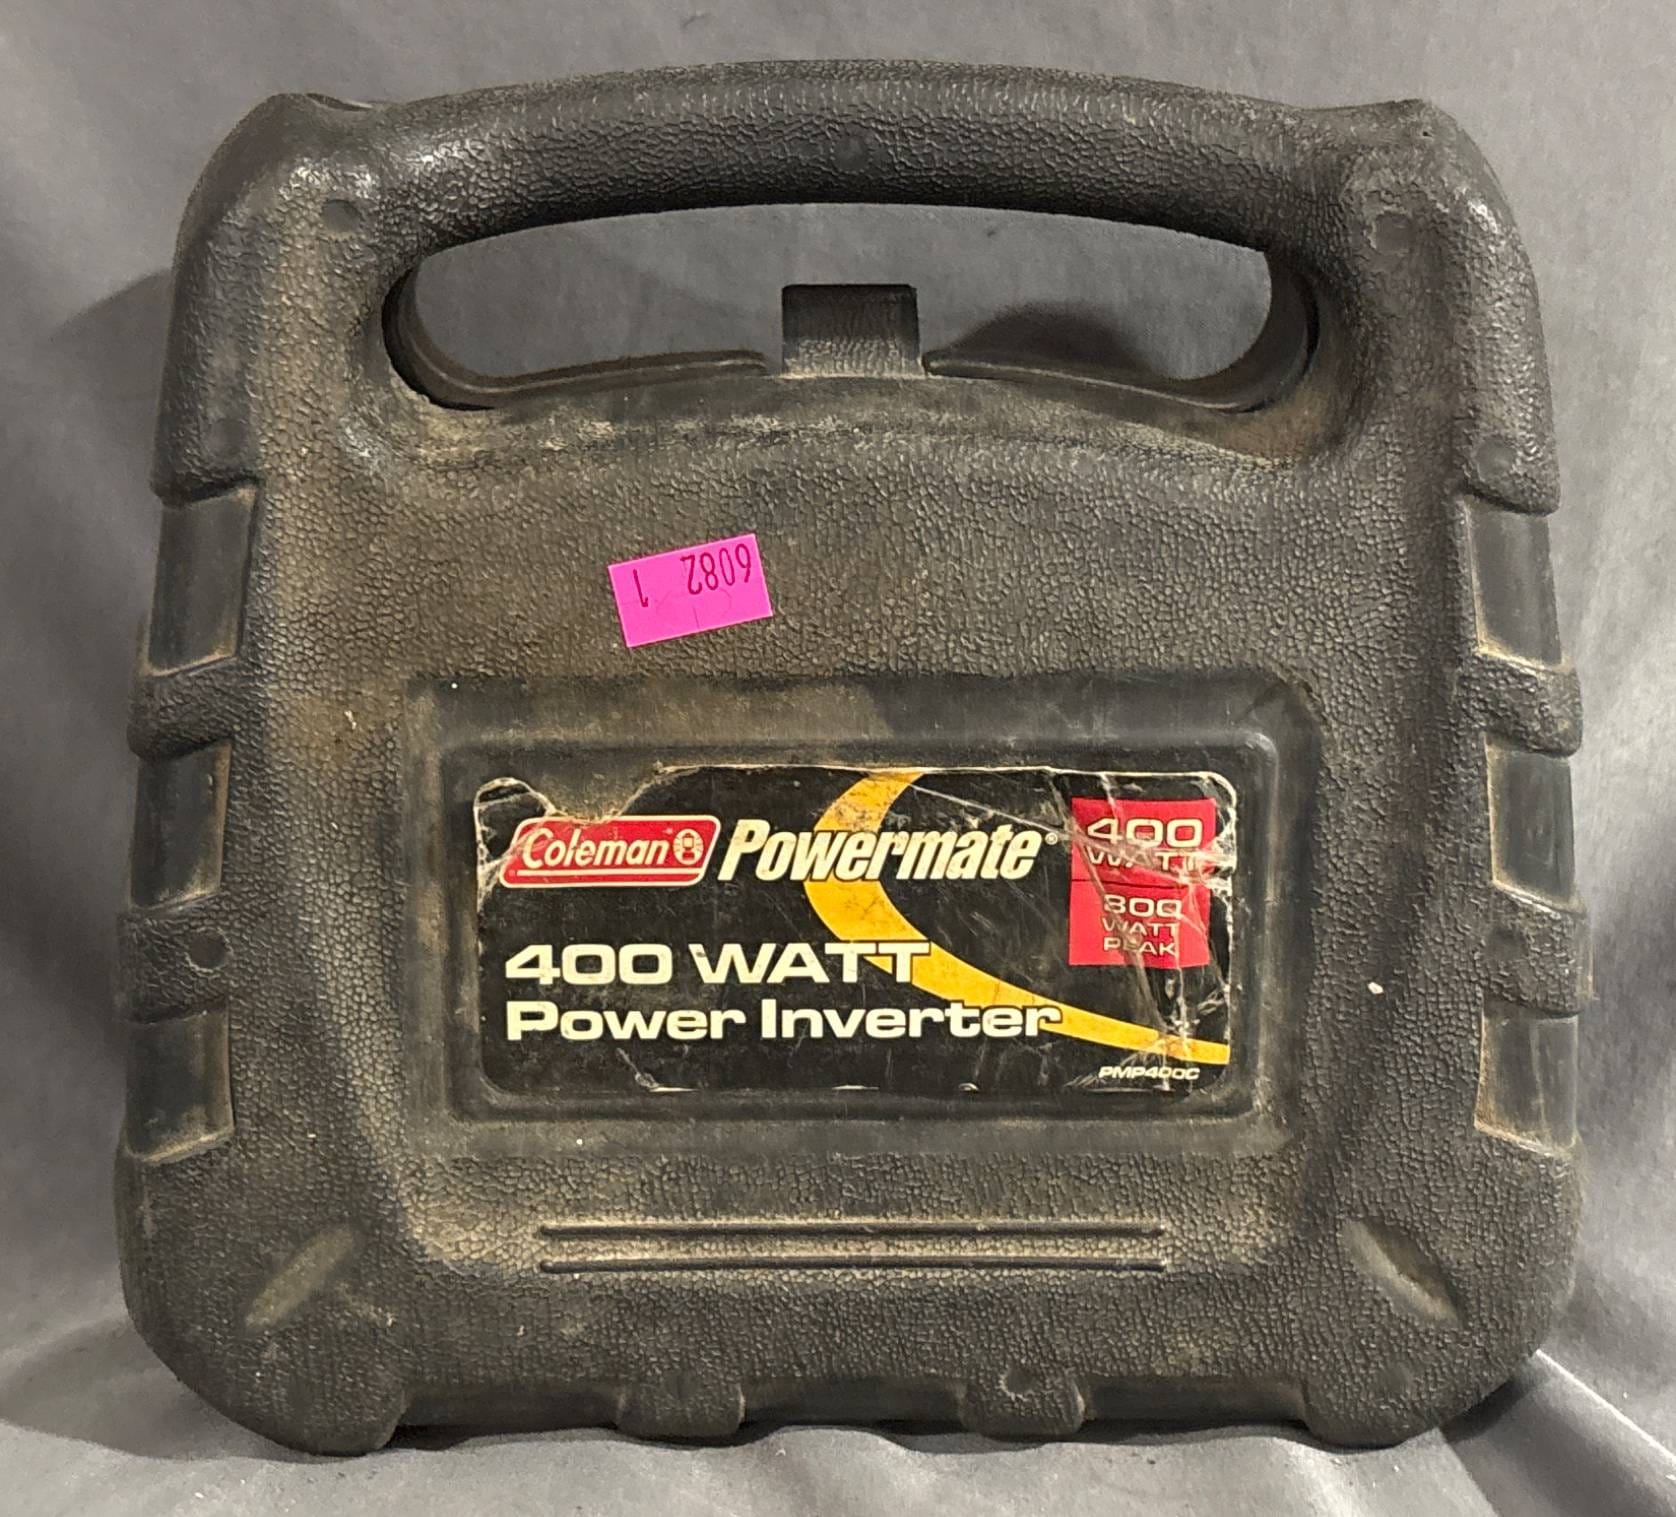 6082
1
Coleman Powermate®
400
WATT
800
WATT
PEAK
400 WATT
Power Inverter
PMP400C